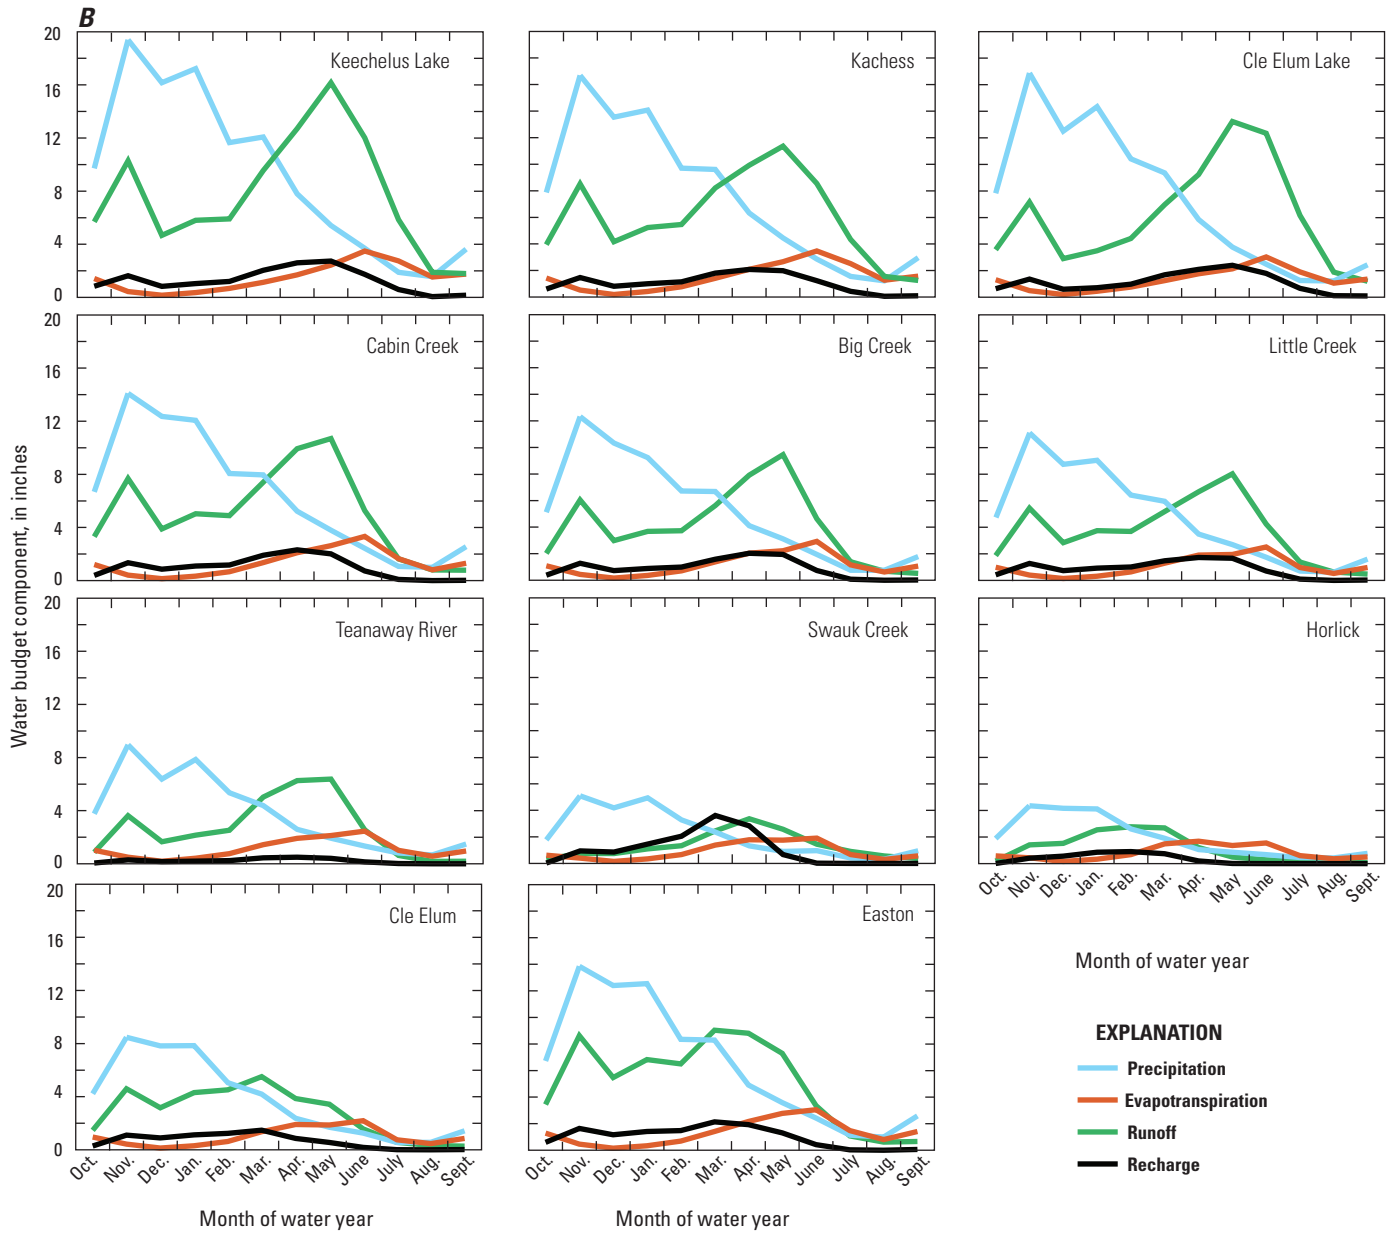 B
20
16
12
8
4
0
Keechelus Lake
Kachess
Cle Elum Lake
20
16
12
8
4
0
Cabin Creek
Big Creek
Little Creek
Water budget component, in inches
20
16
12
8
4
0
Teanaway River
Swauk Creek
Horlick
Oct. Nov. Dec. Jan. Feb. Mar. Apr. May June July Aug. Sept.
Month of water year
20
16
12
8
4
0
Cle Elum
Easton
Oct. Nov. Dec. Jan. Feb. Mar. Apr. May June July Aug. Sept.
Month of water year
Oct. Nov. Dec. Jan. Feb. Mar. Apr. May June July Aug. Sept.
Month of water year
EXPLANATION
Precipitation
Evapotranspiration
Runoff
Recharge